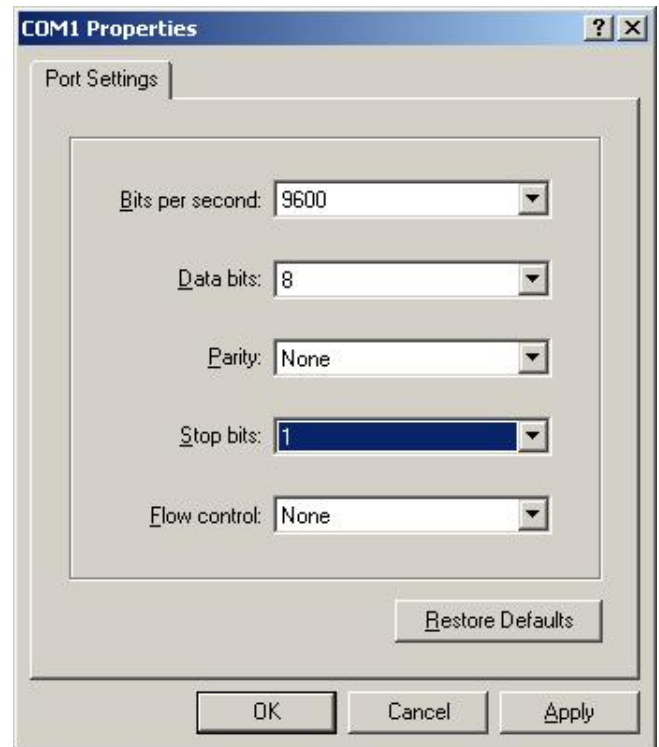 COM1 Properties
Port Settings
Bits per second: 9600
Data bits: 8
Parity: None
Stop bits: 1
Flow control: None
Restore Defaults
OK Cancel Apply